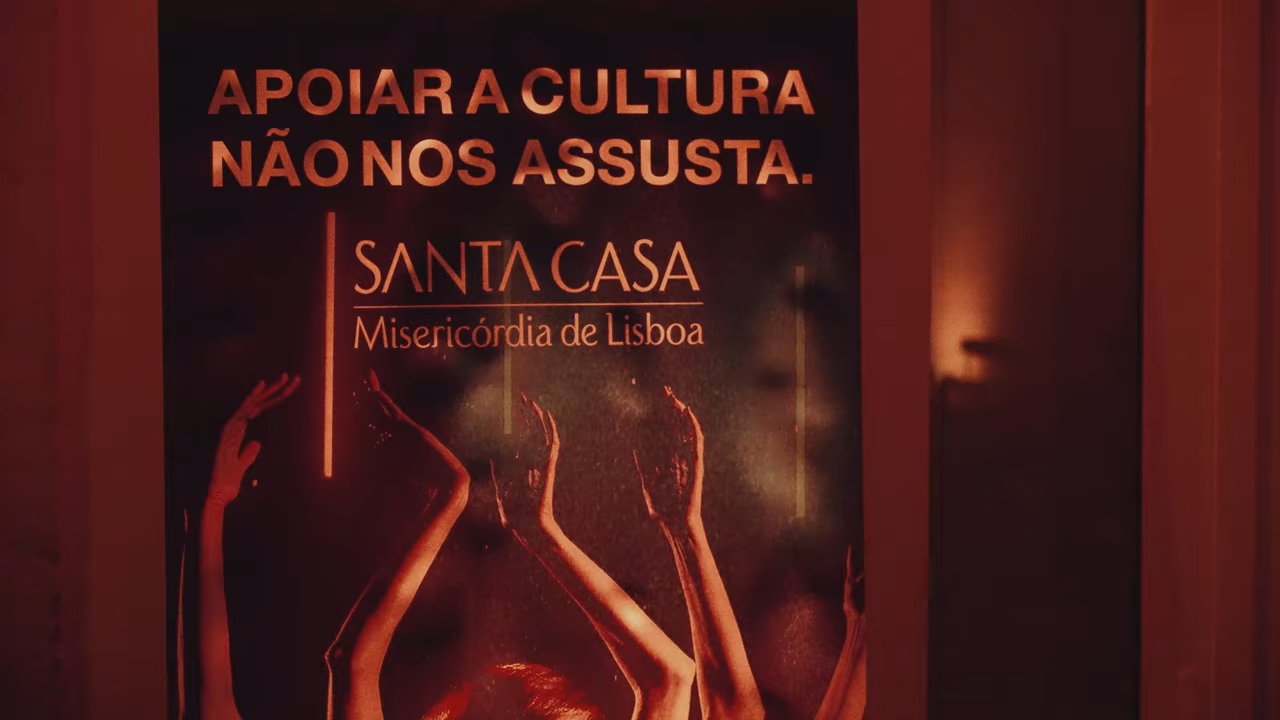 APOIAR A CULTURA
NÃO NOS ASSUSTA.
SANTA CASA
Misericórdia de Lisboa